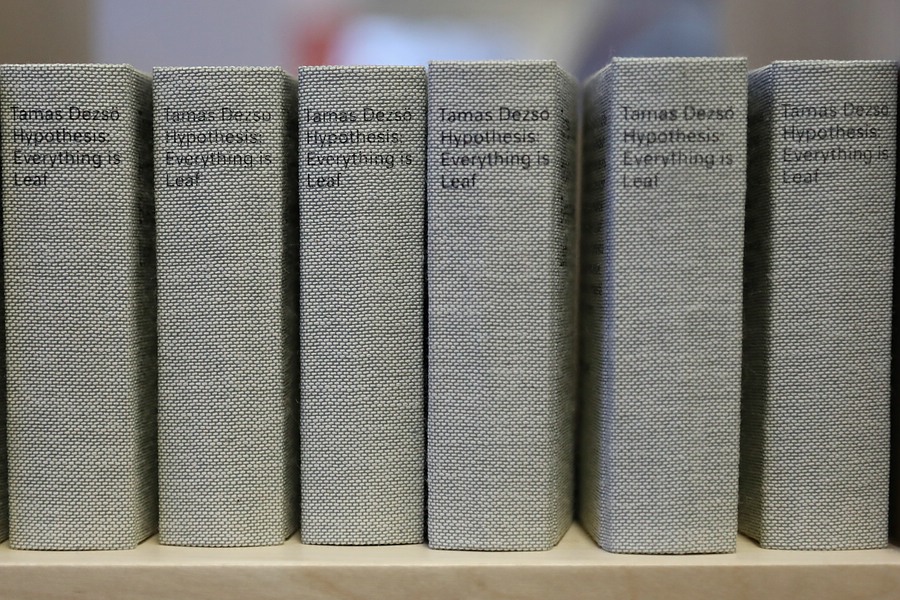 Tamas Dezső
Hypothesis:
Everything is
Leaf
Tamas Dezső
Hypothesis:
Everything is
Leaf
Tamas Dezső
Hypothesis:
Everything is
Leaf
Tamas Dezső
Hypothesis:
Everything is
Leaf
Tamas Dezső
Hypothesis:
Everything is
Leaf
Tamas Dezső
Hypothesis:
Everything is
Leaf